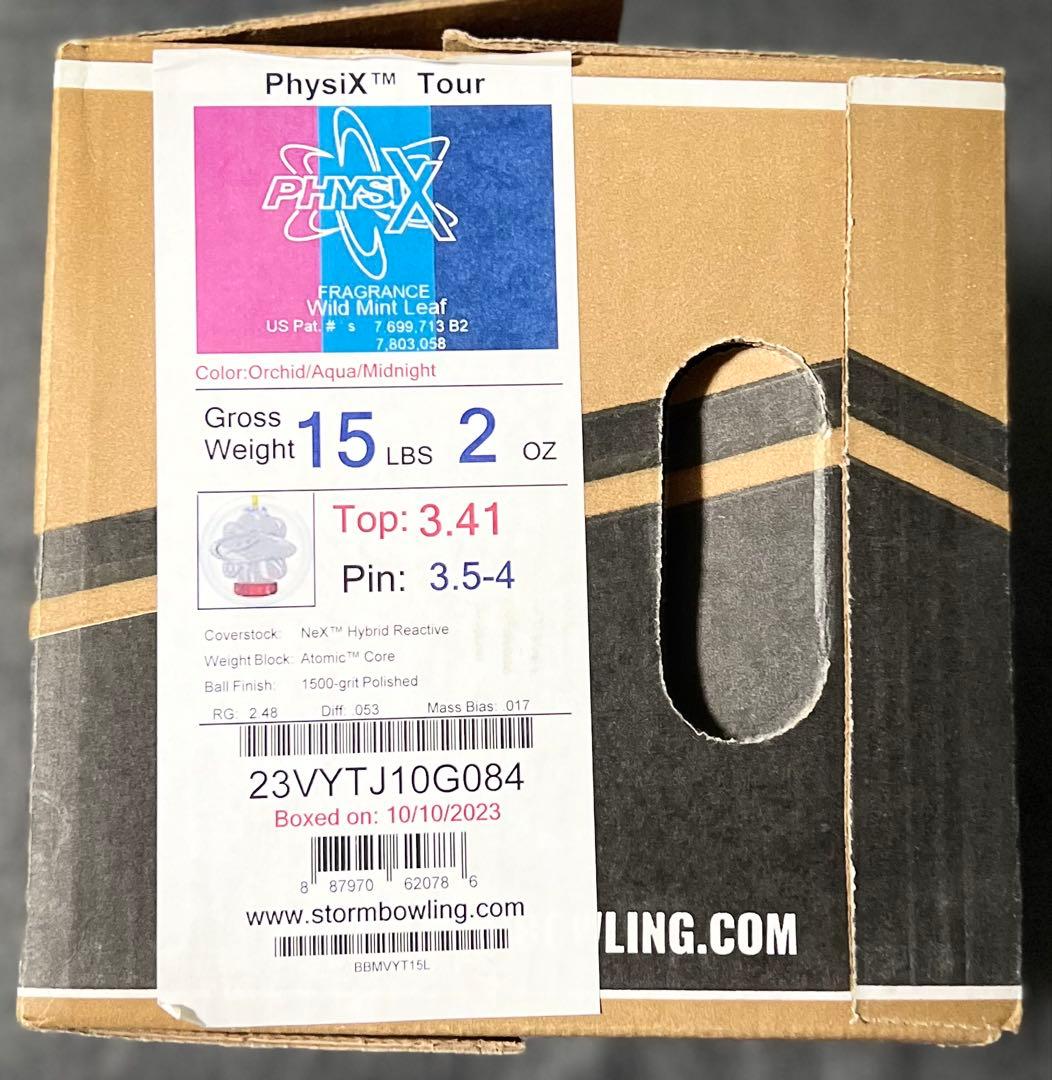 PhysiX™ Tour
PHYSIX
FRAGRANCE
Wild Mint Leaf
US Pat. # ` s 7,699,713 B2
7,803,058
Color:Orchid/Aqua/Midnight
Gross Weight 15 LBS 2 OZ
Top: 3.41
Pin: 3.5-4
Coverstock: NeX™ Hybrid Reactive
Weight Block: Atomic™ Core
Ball Finish: 1500-grit Polished
RG: 2.48 Diff: .053 Mass Bias: .017
23VYTJ10G084
Boxed on: 10/10/2023
8 87970 62078 6
www.stormbowling.com
BBMVYT15L
LING.COM